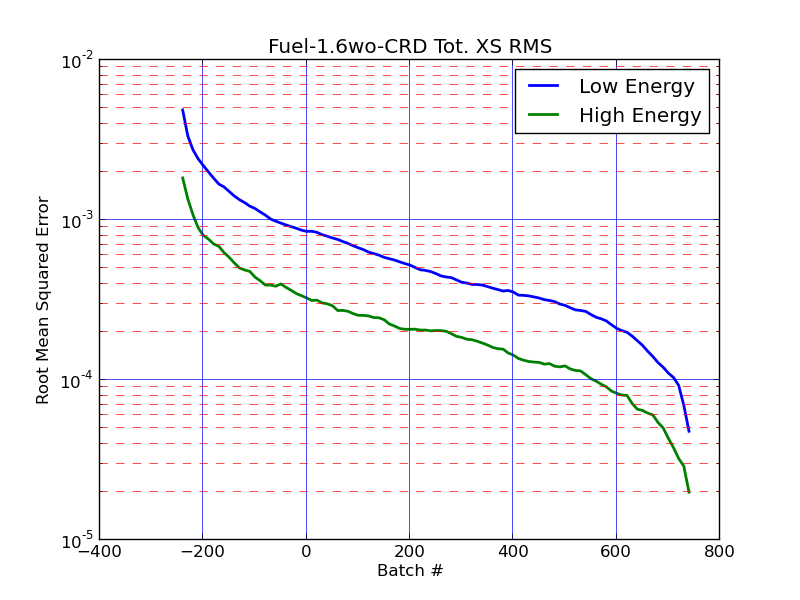 Fuel-1.6wo-CRD Tot. XS RMS
Low Energy
High Energy
Root Mean Squared Error
10^-2
10^-3
10^-4
10^-5
−400 −200 0 200 400 600 800
Batch #